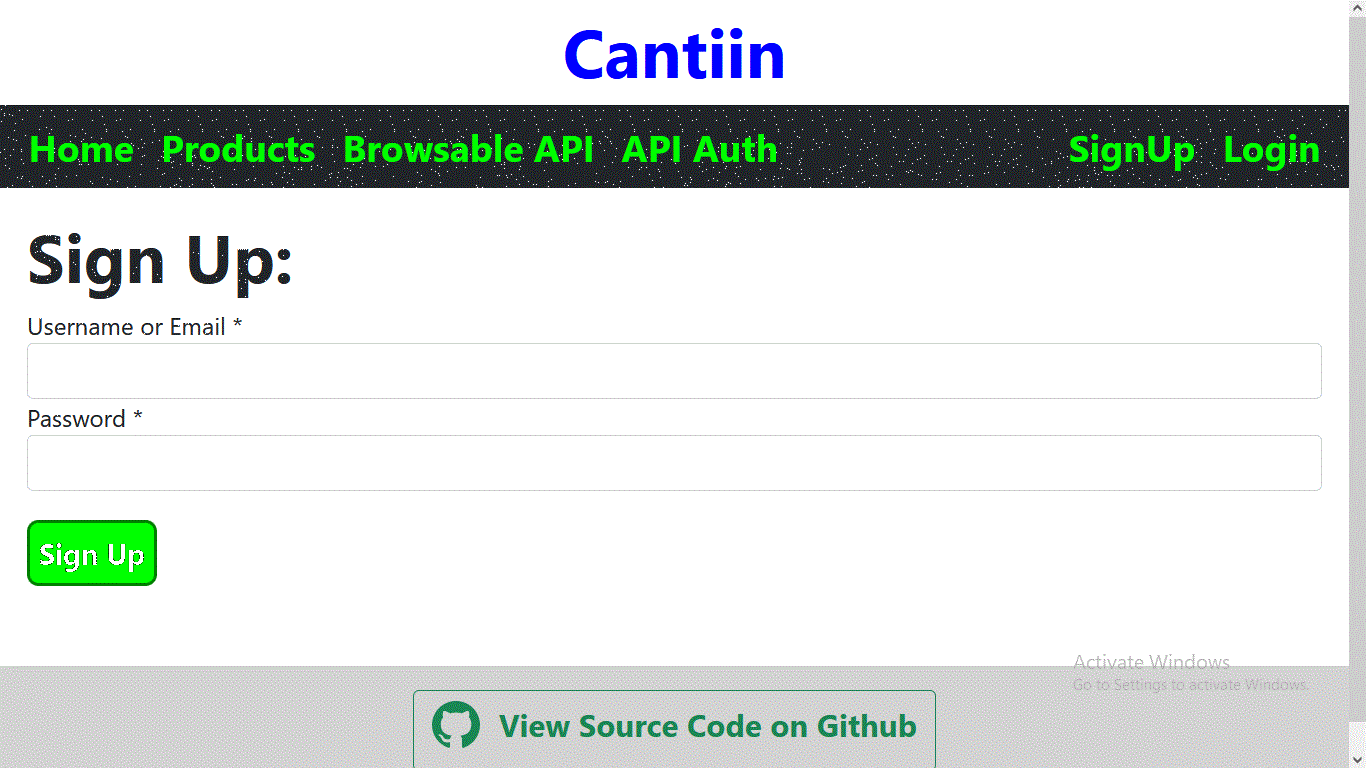 Cantiin
Home Products Browsable API API Auth SignUp Login
Sign Up:
Username or Email *
Password *
Sign Up
Activate Windows
Go to Settings to activate Windows.
View Source Code on Github